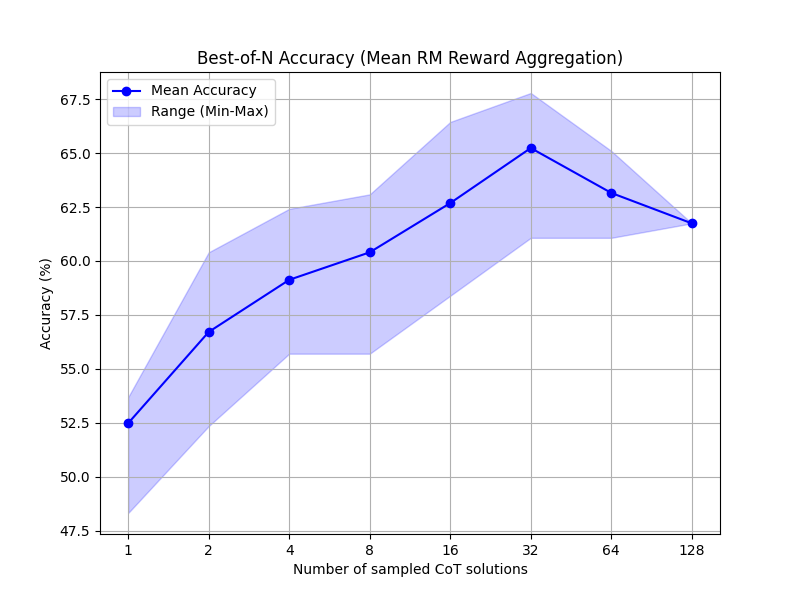 Best-of-N Accuracy (Mean RM Reward Aggregation)
Mean Accuracy
Range (Min-Max)
Accuracy (%)
67.5
65.0
62.5
60.0
57.5
55.0
52.5
50.0
47.5
1 2 4 8 16 32 64 128
Number of sampled CoT solutions